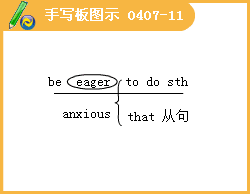 手写板图示 0407-11
be eager to do sth
anxious that 从句